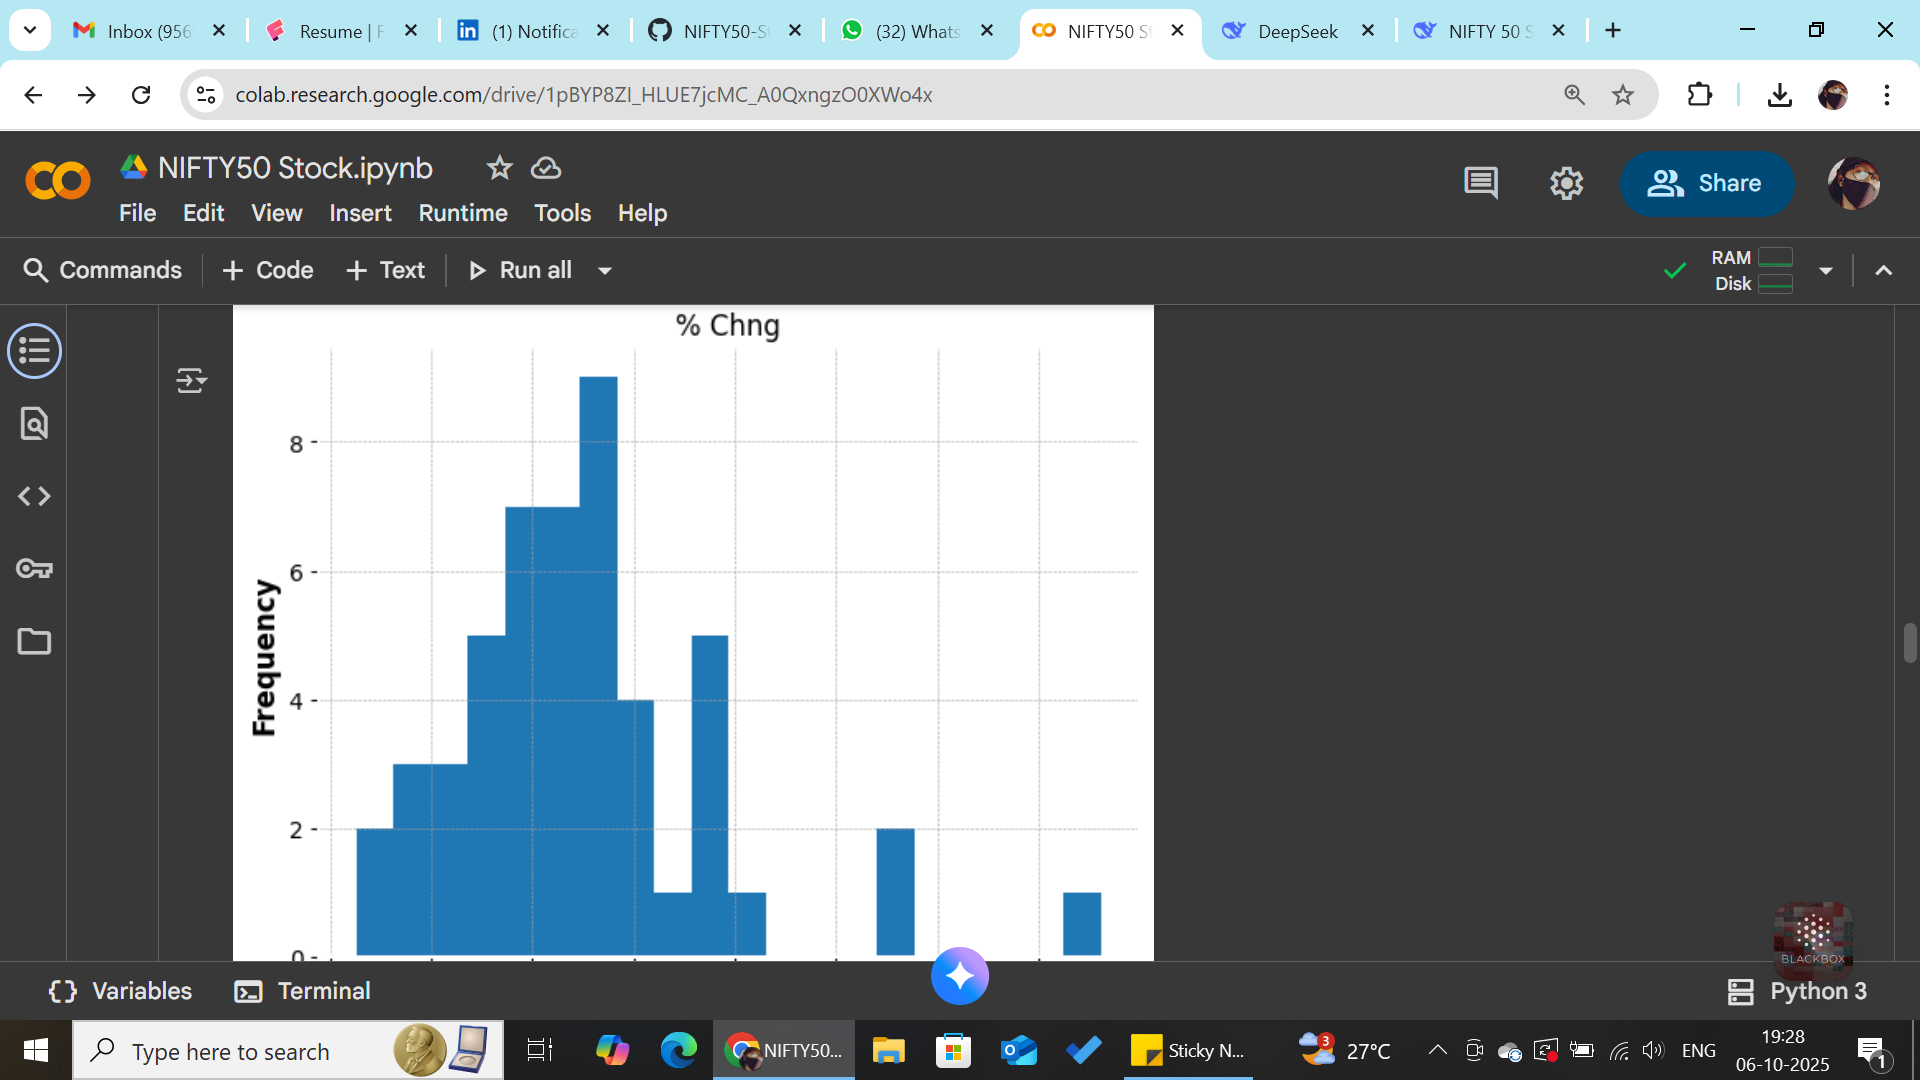 Inbox (956
Resume | F
(1) Notifica
NIFTY50-St
(32) Whats
NIFTY50 St
DeepSeek
NIFTY 50 S
colab.research.google.com/drive/1pBYP8ZI_HLUE7jcMC_A0QxngzO0XWo4x
NIFTY50 Stock.ipynb
File Edit View Insert Runtime Tools Help
Share
Commands + Code + Text Run all
RAM
Disk
% Chng
8
6
4
2
0
Frequency
BLACKBOX
Variables Terminal
Python 3
Type here to search
NIFTY50...
Sticky N...
3
27°C
ENG
19:28
06-10-2025
1